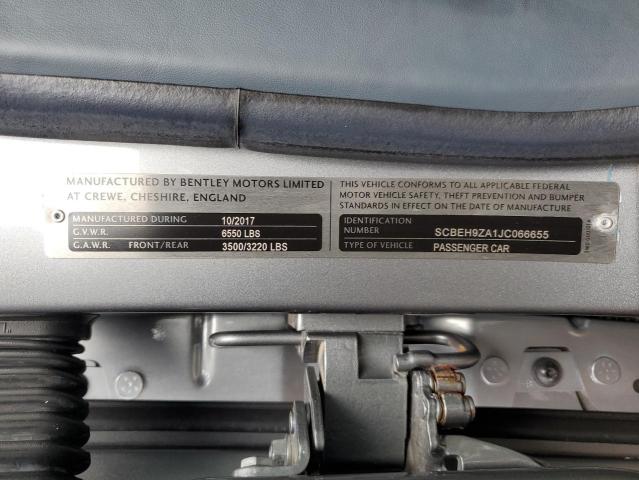 MANUFACTURED BY BENTLEY MOTORS LIMITED
AT CREWE, CHESHIRE, ENGLAND
MANUFACTURED DURING 10/2017
G.V.W.R. 6550 LBS
G.A.W.R. FRONT/REAR 3500/3220 LBS
THIS VEHICLE CONFORMS TO ALL APPLICABLE FEDERAL
MOTOR VEHICLE SAFETY, THEFT PREVENTION AND BUMPER
STANDARDS IN EFFECT ON THE DATE OF MANUFACTURE
IDENTIFICATION
NUMBER SCBEH9ZA1JC066655
TYPE OF VEHICLE PASSENGER CAR